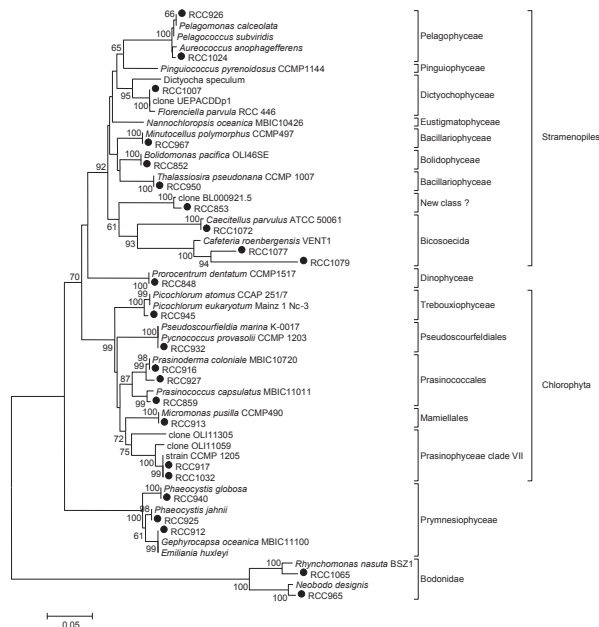 66
RCC926
Pelagomonas calceolata
Pelagococcus subviridis
100
Aureococcus anophagefferens
RCC1024
Pelagophyceae
65
Pinguiococcus pyrenoidosus CCMP1144
Pinguiophyceae
Dictyocha speculum
95
RCC1007
clone UEPACDDp1
100
Florenciella parvula RCC 446
Dictyochophyceae
Nannochloropsis oceanica MBIC10426
Eustigmatophyceae
Minutocellus polymorphus CCMP497
100
RCC967
Bacillariophyceae
Stramenopiles
Bolidomonas pacifica OLI46SE
100
RCC852
Bolidophyceae
92
Thalassiosira pseudonana CCMP 1007
100
RCC950
Bacillariophyceae
clone BL000921.5
100
RCC853
New class ?
61
Caecitellus parvulus ATCC 50061
100
RCC1072
93
Cafeteria roenbergensis VENT1
RCC1077
94
RCC1079
Bicosoecida
70
Porocentrum dentatum CCMP1517
100
RCC848
Dinophyceae
99
Picochlorum atomus CCAP 251/7
Picochlorum eukaryotum Mainz 1 Nc-3
100
RCC945
Trebouxiophyceae
99
Pseudoscourfieldia marina K-0017
Pycnococcus provasolii CCMP 1203
100
RCC932
Pseudoscourfeldiales
98
Prasinoderma coloniale MBIC10720
99
RCC916
87
RCC927
Prasinococcales
Chlorophyta
Prasinococcus capsulatus MBIC11011
99
RCC859
Micromonas pusilla CCMP490
100
RCC913
Mamiellales
72
clone OLI11305
75
clone OLI11059
strain CCMP 1205
100
RCC917
99
RCC1032
Prasinophyceae clade VII
Phaeocystis globosa
100
RCC940
Phaeocystis jahnii
98
100
RCC925
RCC912
61
Gephyrocapsa oceanica MBIC11100
99
Emiliania huxleyi
Prymnesiophyceae
Rhynchomonas nasuta BSZ1
100
RCC1065
100
Neobodo designis
100
RCC965
Bodonidae
0.05